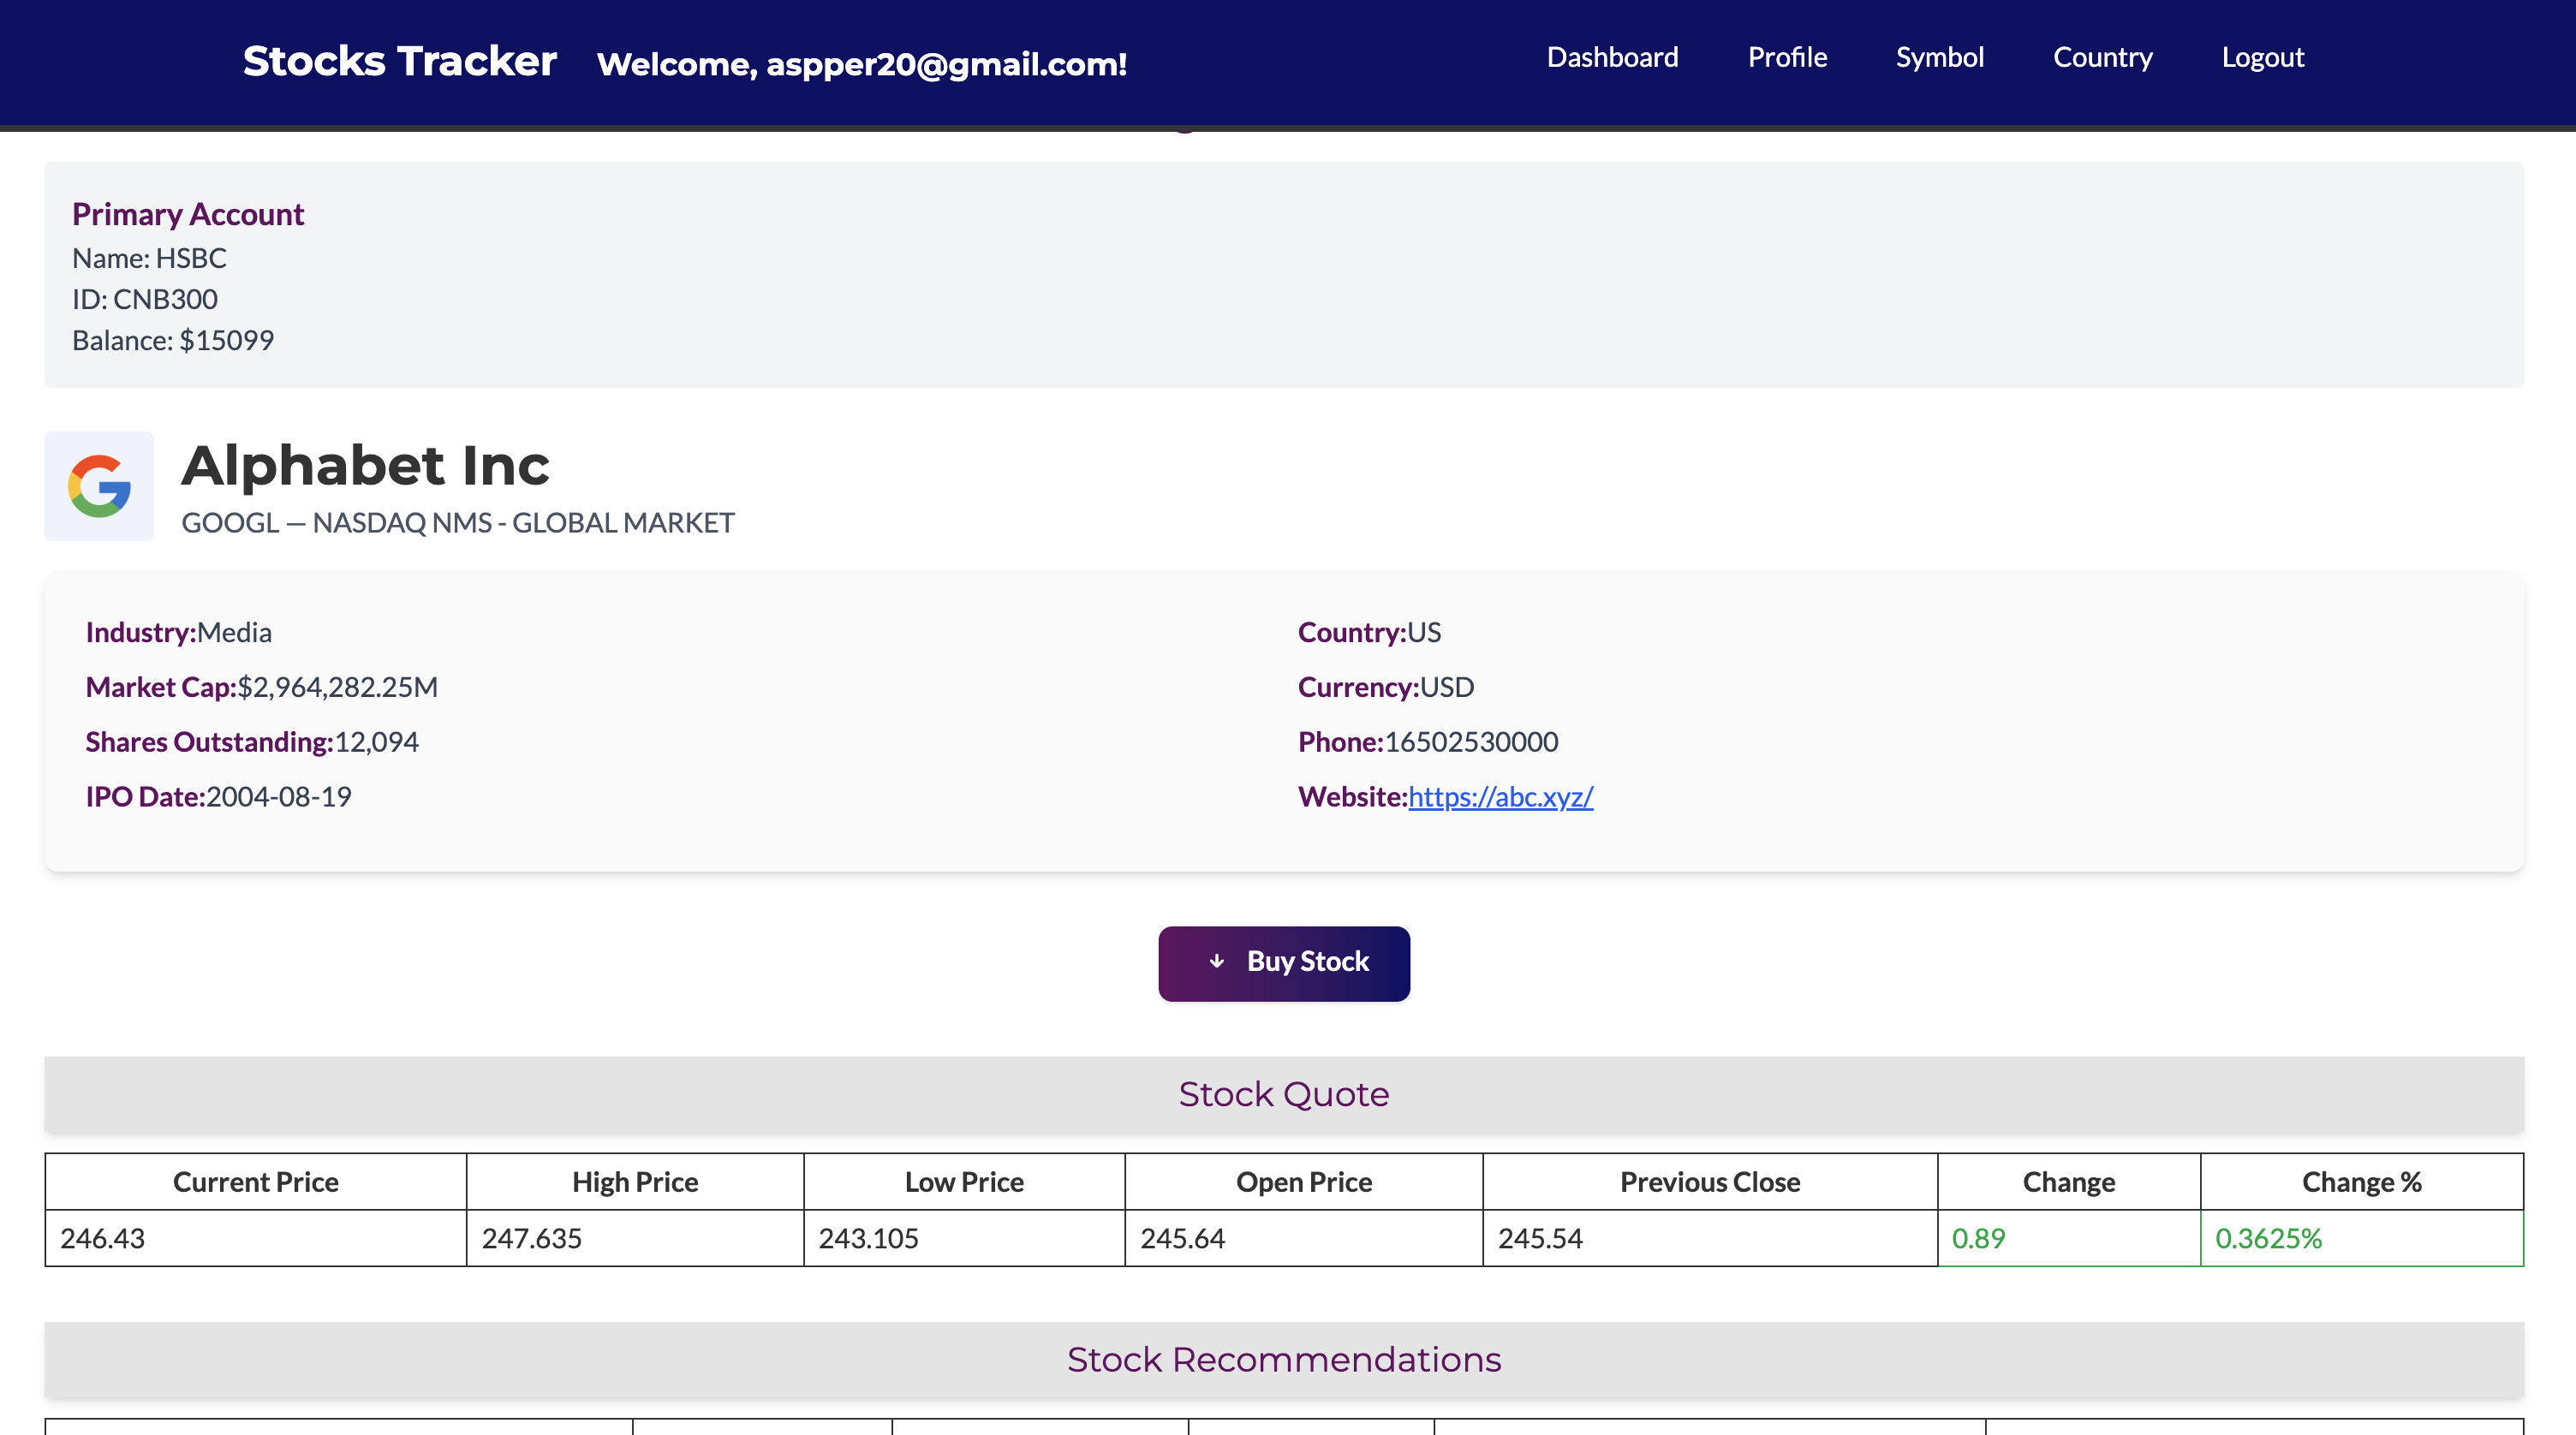 Stocks Tracker Welcome, aspper20@gmail.com! Dashboard Profile Symbol Country Logout
Primary Account
Name: HSBC
ID: CNB300
Balance: $15099
Alphabet Inc
GOOGL — NASDAQ NMS - GLOBAL MARKET
Industry:Media
Market Cap:$2,964,282.25M
Shares Outstanding:12,094
IPO Date:2004-08-19
Country:US
Currency:USD
Phone:16502530000
Website:https://abc.xyz/
Buy Stock
Stock Quote
Current Price High Price Low Price Open Price Previous Close Change Change %
246.43 247.635 243.105 245.64 245.54 0.89 0.3625%
Stock Recommendations